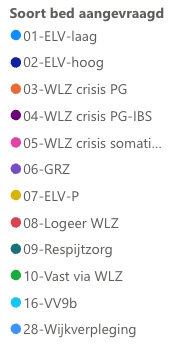 Soort bed aangevraagd
01-ELV-laag
02-ELV-hoog
03-WLZ crisis PG
04-WLZ crisis PG-IBS
05-WLZ crisis somati...
06-GRZ
07-ELV-P
08-Logeer WLZ
09-Respijtzorg
10-Vast via WLZ
16-VV9b
28-Wijkverpleging